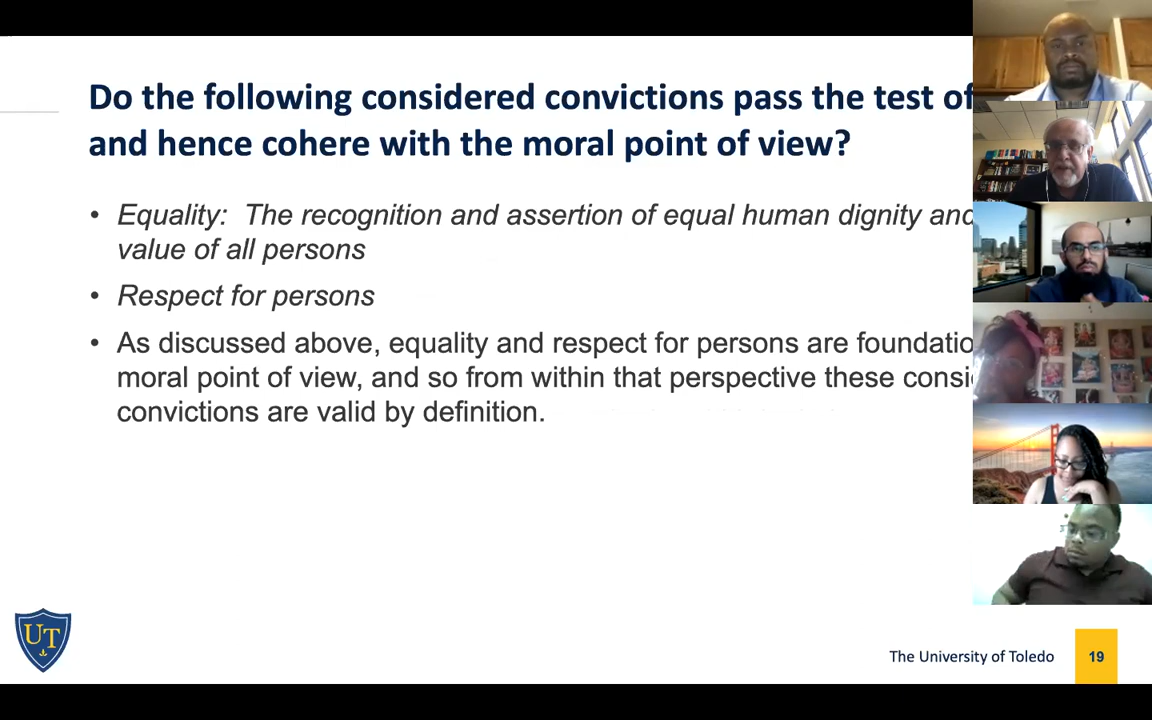 Do the following considered convictions pass the test of
and hence cohere with the moral point of view?
• Equality: The recognition and assertion of equal human dignity and
value of all persons
• Respect for persons
• As discussed above, equality and respect for persons are foundatio
moral point of view, and so from within that perspective these consi
convictions are valid by definition.
UT
The University of Toledo
19